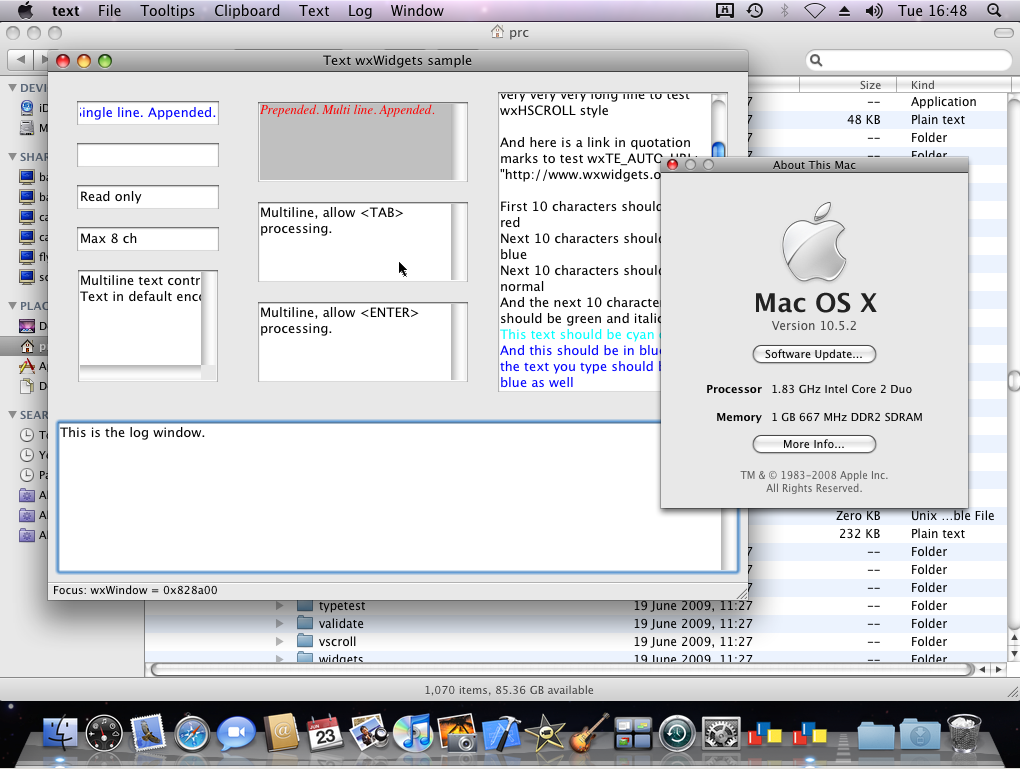 text File Tooltips Clipboard Text Log Window Tue 16:48
prc
Text wxWidgets sample
single line. Appended.
Read only
Max 8 ch
Multiline text contr
Text in default enco
Prepended. Multi line. Appended.
Multiline, allow <TAB>
processing.
Multiline, allow <ENTER>
processing.
very very very long line to test
wxHSCROLL style
And here is a link in quotation
marks to test wxTE_AUTO_URL:
"http://www.wxwidgets.o
First 10 characters should
red
Next 10 characters should
blue
Next 10 characters should
normal
And the next 10 character
should be green and italic
This text should be cyan
And this should be in blue
the text you type should b
blue as well
This is the log window.
Focus: wxWindow = 0x828a00
About This Mac
Mac OS X
Version 10.5.2
Software Update...
Processor 1.83 GHz Intel Core 2 Duo
Memory 1 GB 667 MHz DDR2 SDRAM
More Info...
TM & © 1983-2008 Apple Inc.
All Rights Reserved.
DEVI
SHAR
PLAC
SEAR
Size Kind
-- Application
48 KB Plain text
-- Folder
Zero KB Unix ...ble File
232 KB Plain text
-- Folder
-- Folder
-- Folder
typetest 19 June 2009, 11:27 -- Folder
validate 19 June 2009, 11:27 -- Folder
vscroll 19 June 2009, 11:27 -- Folder
widgets 19 June 2009, 11:27 -- Folder
1,070 items, 85.36 GB available
JUN
23